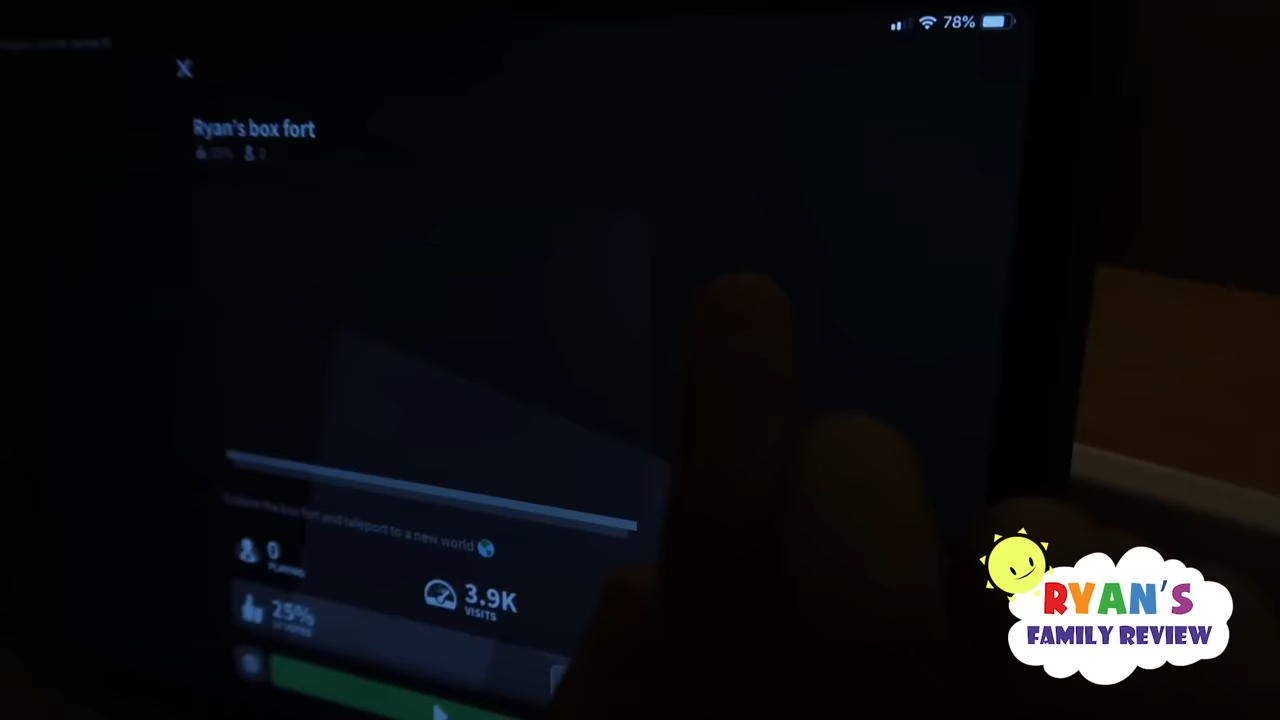 78%
X
Ryan's box fort
0
Explore the box fort and teleport to a new world
0
PLAYING
3.9K
VISITS
25%
RYAN'S
FAMILY REVIEW